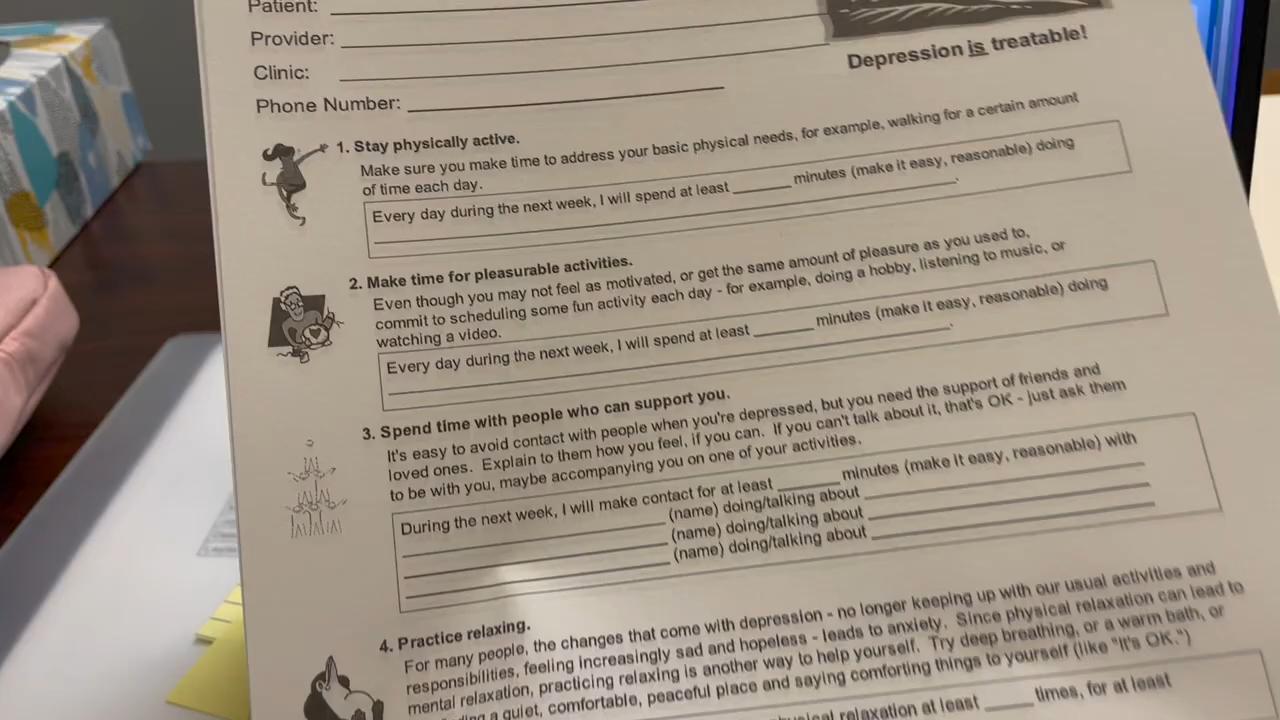 Patient:
Provider:
Clinic:
Phone Number:
Depression is treatable!
1. Stay physically active.
Make sure you make time to address your basic physical needs, for example, walking for a certain amount
of time each day.
Every day during the next week, I will spend at least ______ minutes (make it easy, reasonable) doing
______.
2. Make time for pleasurable activities.
Even though you may not feel as motivated, or get the same amount of pleasure as you used to,
commit to scheduling some fun activity each day - for example, doing a hobby, listening to music, or
watching a video.
Every day during the next week, I will spend at least ______ minutes (make it easy, reasonable) doing
______.
3. Spend time with people who can support you.
It's easy to avoid contact with people when you're depressed, but you need the support of friends and
loved ones. Explain to them how you feel, if you can. If you can't talk about it, that's OK - just ask them
to be with you, maybe accompanying you on one of your activities.
During the next week, I will make contact for at least ______ minutes (make it easy, reasonable) with
______ (name) doing/talking about ______
______ (name) doing/talking about ______
______ (name) doing/talking about ______
4. Practice relaxing.
For many people, the changes that come with depression - no longer keeping up with our usual activities and
responsibilities, feeling increasingly sad and hopeless - leads to anxiety. Since physical relaxation can lead to
mental relaxation, practicing relaxing is another way to help yourself. Try deep breathing, or a warm bath, or
a quiet, comfortable, peaceful place and saying comforting things to yourself (like "It's OK.")
relaxation at least ______ times, for at least